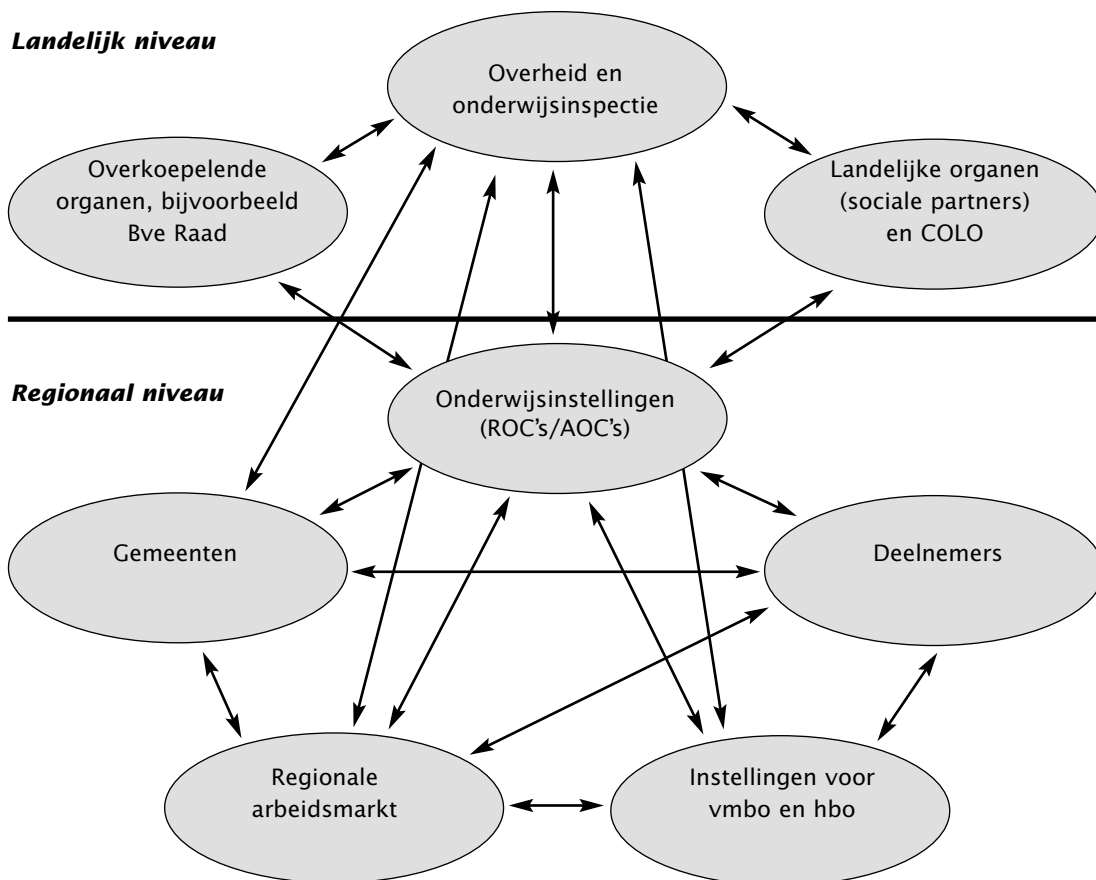 Landelijk niveau
Overheid en
onderwijsinspectie
Overkoepelende
organen, bijvoorbeeld
Bve Raad
Landelijke organen
(sociale partners)
en COLO
Regionaal niveau
Onderwijsinstellingen
(ROC's/AOC's)
Gemeenten
Deelnemers
Regionale
arbeidsmarkt
Instellingen voor
vmbo en hbo